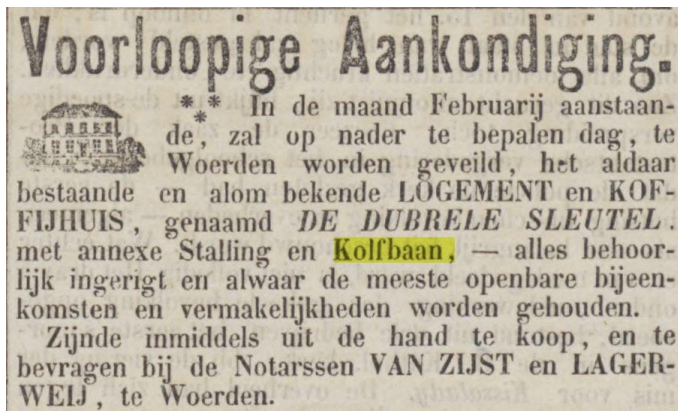 Voorloopige Aankondiging.
*** In de maand Februarij aanstaan-
de, zal op nader te bepalen dag, te
Woerden worden geveild, het aldaar
bestaande en alom bekende LOGEMENT en KOF-
FIJHUIS, genaamd DE DUBRELE SLEUTEL.
met annexe Stalling en Kolfbaan, — alles behoor-
lijk ingerigt en alwaar de meeste openbare bijeen-
komsten en vermakelijkheden worden gehouden.
Zijnde inmiddels uit de hand te koop, en te
bevragen bij de Notarssen VAN ZIJST en LAGER-
WEIJ, te Woerden.